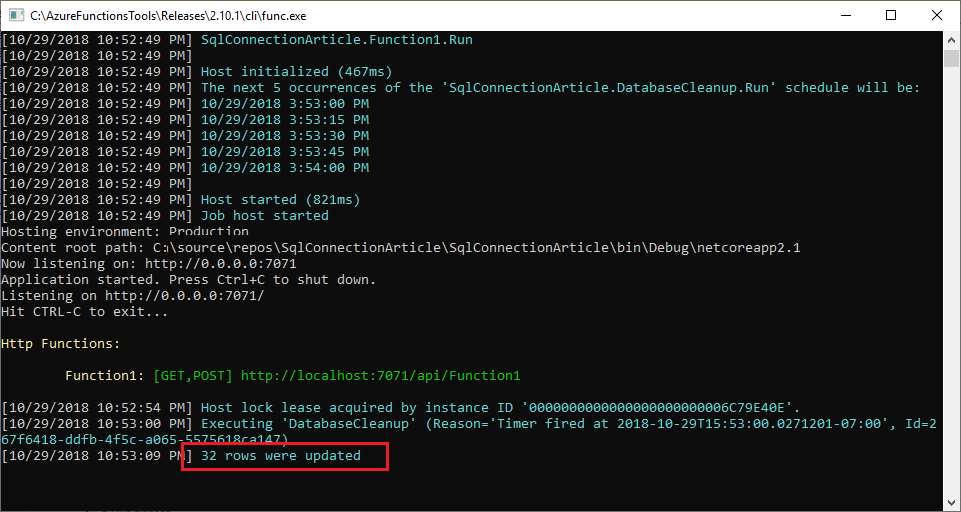 C:\AzureFunctionsTools\Releases\2.10.1\cli\func.exe
[10/29/2018 10:52:49 PM] SqlConnectionArticle.Function1.Run
[10/29/2018 10:52:49 PM]
[10/29/2018 10:52:49 PM] Host initialized (467ms)
[10/29/2018 10:52:49 PM] The next 5 occurrences of the 'SqlConnectionArticle.DatabaseCleanup.Run' schedule will be:
[10/29/2018 10:52:49 PM] 10/29/2018 3:53:00 PM
[10/29/2018 10:52:49 PM] 10/29/2018 3:53:15 PM
[10/29/2018 10:52:49 PM] 10/29/2018 3:53:30 PM
[10/29/2018 10:52:49 PM] 10/29/2018 3:53:45 PM
[10/29/2018 10:52:49 PM] 10/29/2018 3:54:00 PM
[10/29/2018 10:52:49 PM]
[10/29/2018 10:52:49 PM] Host started (821ms)
[10/29/2018 10:52:49 PM] Job host started
Hosting environment: Production
Content root path: C:\source\repos\SqlConnectionArticle\SqlConnectionArticle\bin\Debug\netcoreapp2.1
Now listening on: http://0.0.0.0:7071
Application started. Press Ctrl+C to shut down.
Listening on http://0.0.0.0:7071/
Hit CTRL-C to exit...
Http Functions:
Function1: [GET,POST] http://localhost:7071/api/Function1
[10/29/2018 10:52:54 PM] Host lock lease acquired by instance ID '0000000000000000000000006C79E40E'.
[10/29/2018 10:53:00 PM] Executing 'DatabaseCleanup' (Reason='Timer fired at 2018-10-29T15:53:00.0271201-07:00', Id=2
67f6418-ddfb-4f5c-a065-5575618ca147)
[10/29/2018 10:53:09 PM] 32 rows were updated